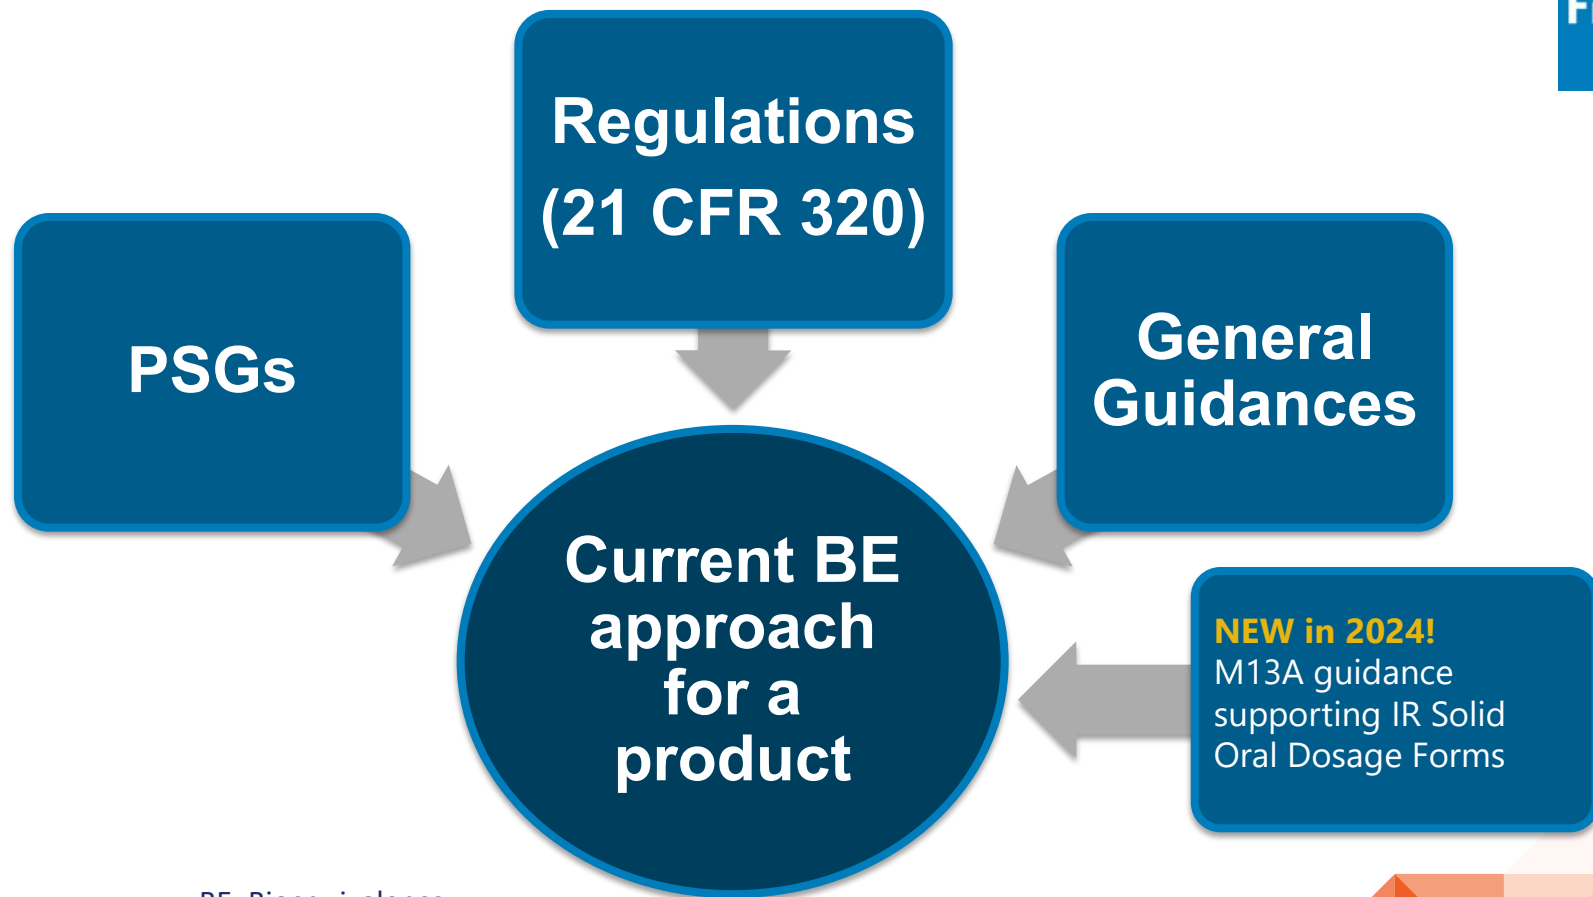 Regulations
(21 CFR 320)
PSGs
General
Guidances
Current BE
approach
for a
product
NEW in 2024!
M13A guidance
supporting IR Solid
Oral Dosage Forms